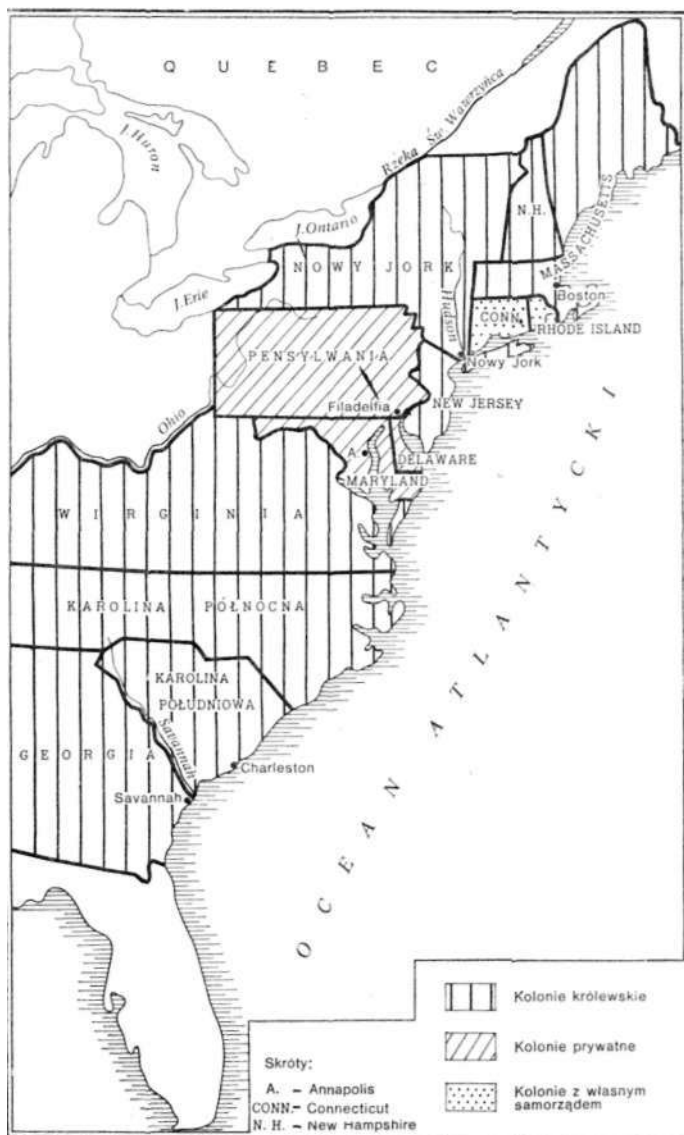 QUEBEC
J. Huron
Rzeka Św. Wawrzyńca
J. Ontario
N.H.
MASSACHUSETTS
NOWY JORK
J. Erie
Hudson
Boston
CONN.
RHODE ISLAND
PENSYLWANIA
Nowy Jork
Filadelfia
NEW JERSEY
Ohio
A.
DELAWARE
MARYLAND
WIRGINIA
KAROLINA PÓŁNOCNA
KAROLINA
POŁUDNIOWA
Savannah
GEORGIA
Charleston
Savannah
OCEAN ATLANTYCKI
Kolonie królewskie
Kolonie prywatne
Kolonie z własnym
samorządem
Skróty:
A. – Annapolis
CONN.– Connecticut
N. H. – New Hampshire